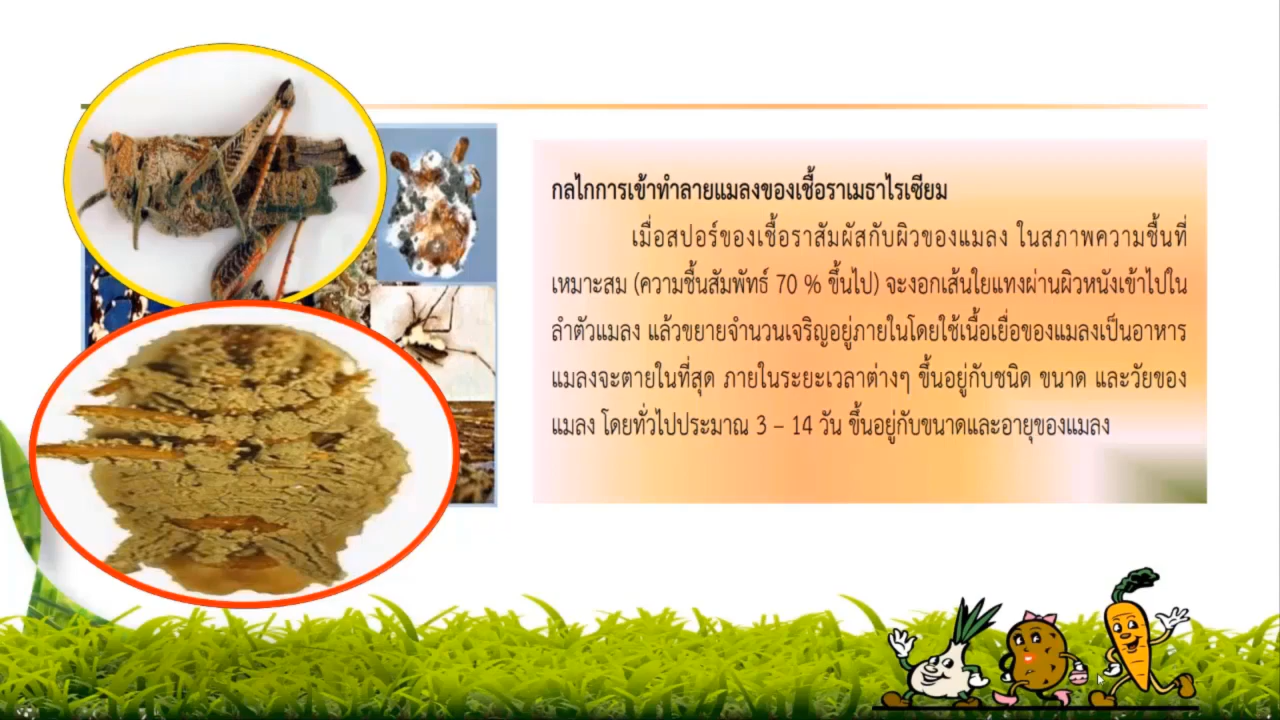 กลไกการเข้าทำลายแมลงของเชื้อราเมธาไรเซียม
เมื่อสปอร์ของเชื้อราสัมผัสกับผิวของแมลง ในสภาพความชื้นที่
เหมาะสม (ความชื้นสัมพัทธ์ 70 % ขึ้นไป) จะงอกเส้นใยแทงผ่านผิวหนังเข้าไปใน
ลำตัวแมลง แล้วขยายจำนวนเจริญอยู่ภายในโดยใช้เนื้อเยื่อของแมลงเป็นอาหาร
แมลงจะตายในที่สุด ภายในระยะเวลาต่างๆ ขึ้นอยู่กับชนิด ขนาด และวัยของ
แมลง โดยทั่วไปประมาณ 3 – 14 วัน ขึ้นอยู่กับขนาดและอายุของแมลง